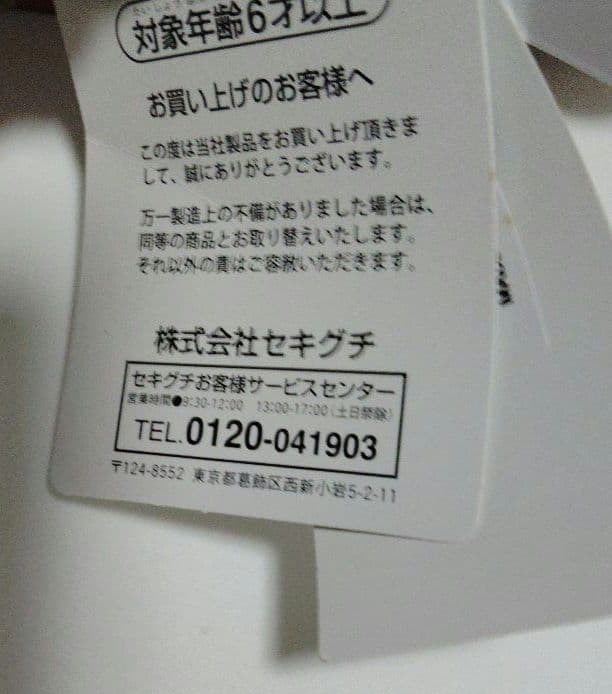 対象年齢6才以上
お買い上げのお客様へ
この度は当社製品をお買い上げ頂きま
して、誠にありがとうございます。
万一製造上の不備がありました場合は、
同等の商品とお取り替えいたします。
それ以外の責はご容赦いただきます。
株式会社セキグチ
セキグチお客様サービスセンター
営業時間●9:30-12:00 13:00-17:00(土日祭除)
TEL.0120-041903
〒124-8552 東京都葛飾区西新小岩5-2-11